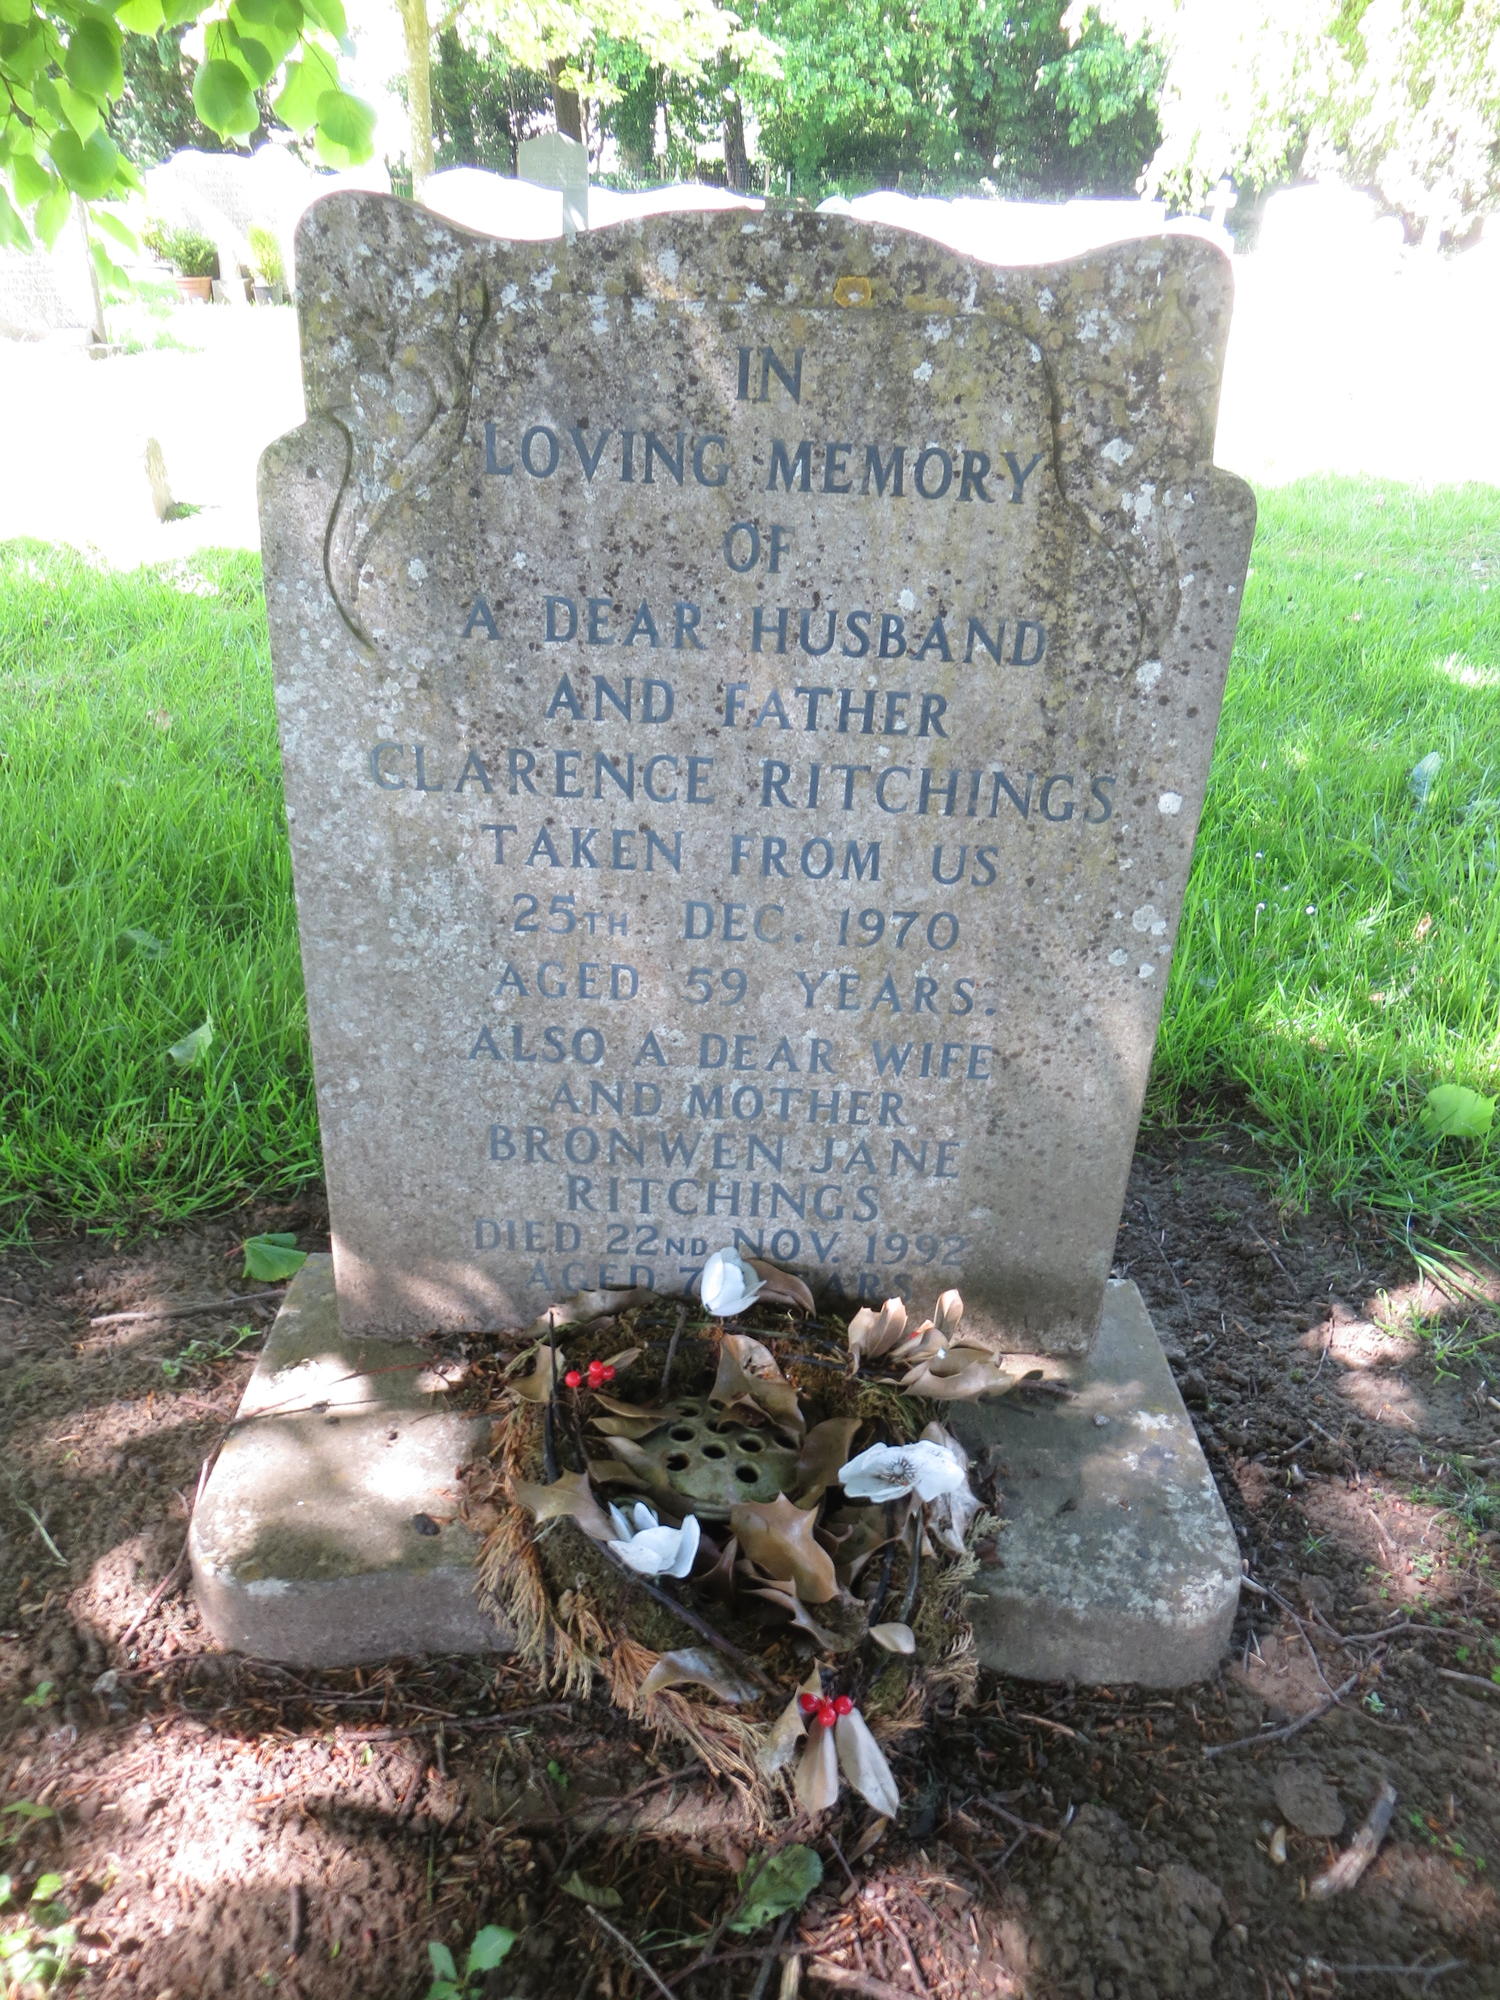 IN
LOVING MEMORY
OF
A DEAR HUSBAND
AND FATHER
CLARENCE RITCHINGS
TAKEN FROM US
25TH DEC. 1970
AGED 59 YEARS.
ALSO A DEAR WIFE
AND MOTHER
BRONWEN JANE
RITCHINGS
DIED 22ND NOV. 1992
AGED